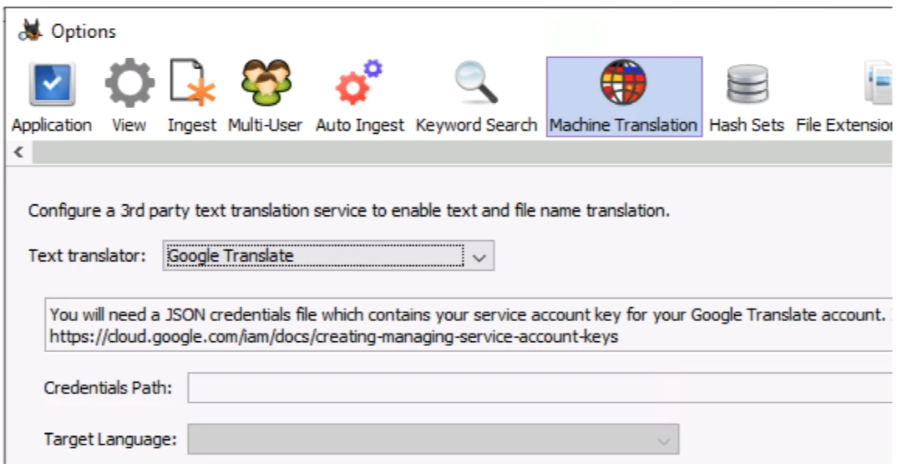 Options
Application View Ingest Multi-User Auto Ingest Keyword Search Machine Translation Hash Sets File Extension
Configure a 3rd party text translation service to enable text and file name translation.
Text translator: Google Translate
You will need a JSON credentials file which contains your service account key for your Google Translate account.
https://cloud.google.com/iam/docs/creating-managing-service-account-keys
Credentials Path:
Target Language: